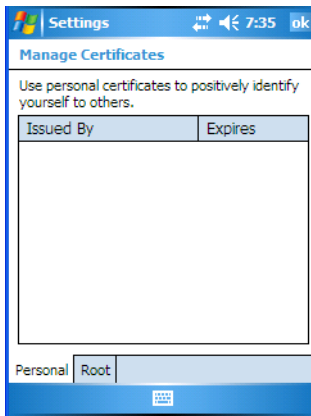 Settings 7:35 ok
Manage Certificates
Use personal certificates to positively identify
yourself to others.
Issued By Expires
Personal Root